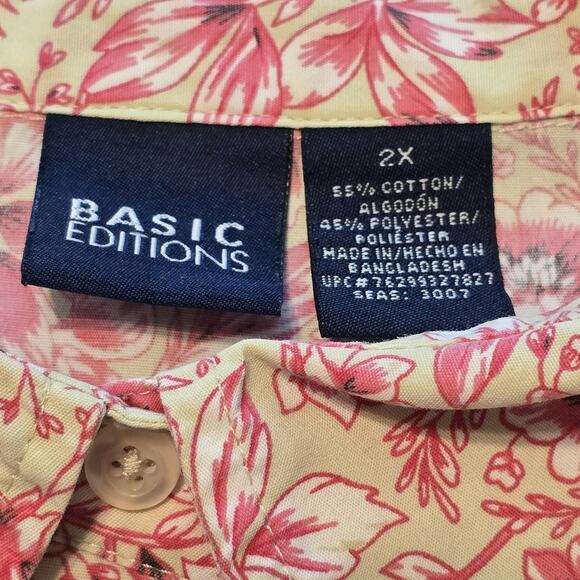 BASIC
EDITIONS
2X
55% COTTON/
ALGODÓN
45% POLYESTER/
POLIÉSTER
MADE IN/HECHO EN
BANGLADESH
UPC# 76299327827
SEAS: 3007